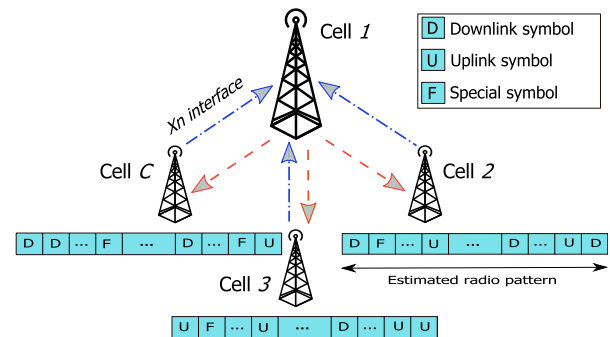 Cell 1
D Downlink symbol
U Uplink symbol
F Special symbol
Xn interface
Cell C
Cell 2
D D ... F ... D ... F U
D F ... U ... D ... U D
Estimated radio pattern
Cell 3
U F ... U ... D ... U U